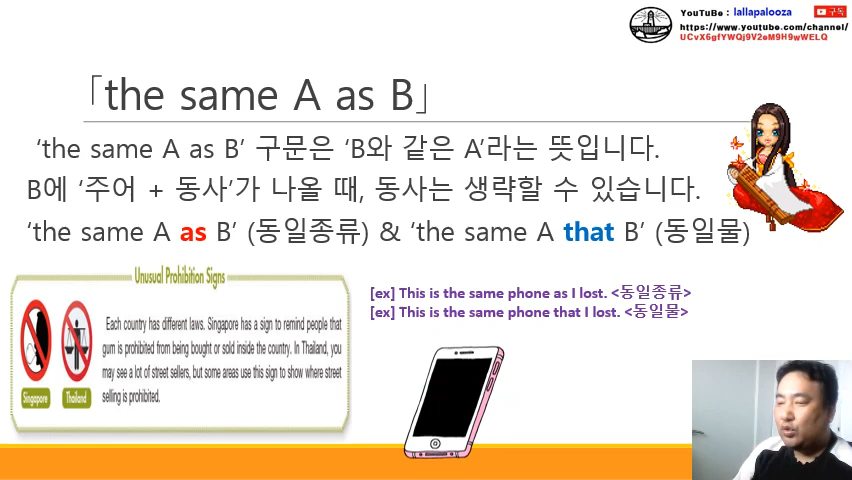 YouTuBe : lallapalooza
구독
https://www.youtube.com/channel/
UCvX6gfYWQj9V2eM9H9wWELQ
「the same A as B」
‘the same A as B’ 구문은 ‘B와 같은 A’라는 뜻입니다.
B에 ‘주어 + 동사’가 나올 때, 동사는 생략할 수 있습니다.
‘the same A as B’ (동일종류) & ‘the same A that B’ (동일물)
Unusual Prohibition Signs
Each country has different laws. Singapore has a sign to remind people that
gum is prohibited from being bought or sold inside the country. In Thailand, you
may see a lot of street sellers, but some areas use this sign to show where street
selling is prohibited.
Singapore
Thailand
[ex] This is the same phone as I lost. <동일종류>
[ex] This is the same phone that I lost. <동일물>